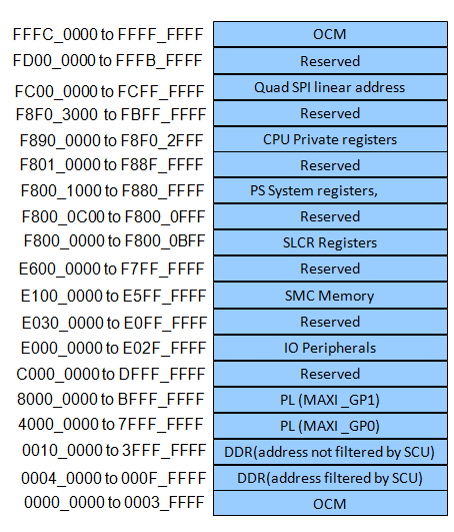 FFFC_0000 to FFFF_FFFF OCM
FD00_0000 to FFFB_FFFF Reserved
FC00_0000 to FCFF_FFFF Quad SPI linear address
F8F0_3000 to FBFF_FFFF Reserved
F890_0000 to F8F0_2FFF CPU Private registers
F801_0000 to F88F_FFFF Reserved
F800_1000 to F880_FFFF PS System registers,
F800_0C00 to F800_0FFF Reserved
F800_0000 to F800_0BFF SLCR Registers
E600_0000 to F7FF_FFFF Reserved
E100_0000 to E5FF_FFFF SMC Memory
E030_0000 to E0FF_FFFF Reserved
E000_0000 to E02F_FFFF IO Peripherals
C000_0000 to DFFF_FFFF Reserved
8000_0000 to BFFF_FFFF PL (MAXI _GP1)
4000_0000 to 7FFF_FFFF PL (MAXI _GP0)
0010_0000 to 3FFF_FFFF DDR(address not filtered by SCU)
0004_0000 to 000F_FFFF DDR(address filtered by SCU)
0000_0000 to 0003_FFFF OCM